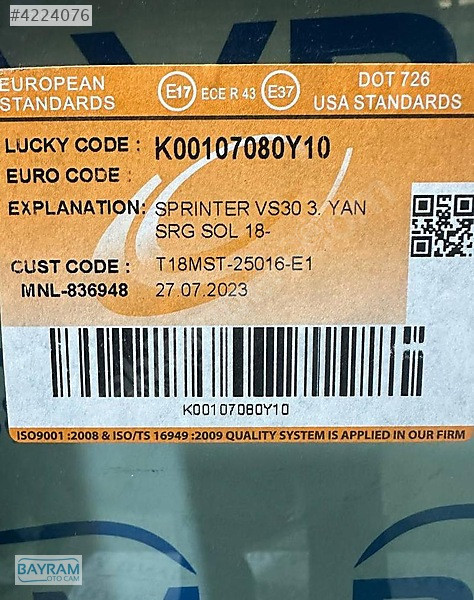 #4224076
EUROPEAN STANDARDS
E17 ECE R 43 E37
DOT 726
USA STANDARDS
LUCKY CODE : K00107080Y10
EURO CODE :
EXPLANATION: SPRINTER VS30 3. YAN
SRG SOL 18-
CUST CODE : T18MST-25016-E1
MNL-836948 27.07.2023
K00107080Y10
ISO9001 :2008 & ISO/TS 16949 :2009 QUALITY SYSTEM IS APPLIED IN OUR FIRM
BAYRAM
OTO CAM